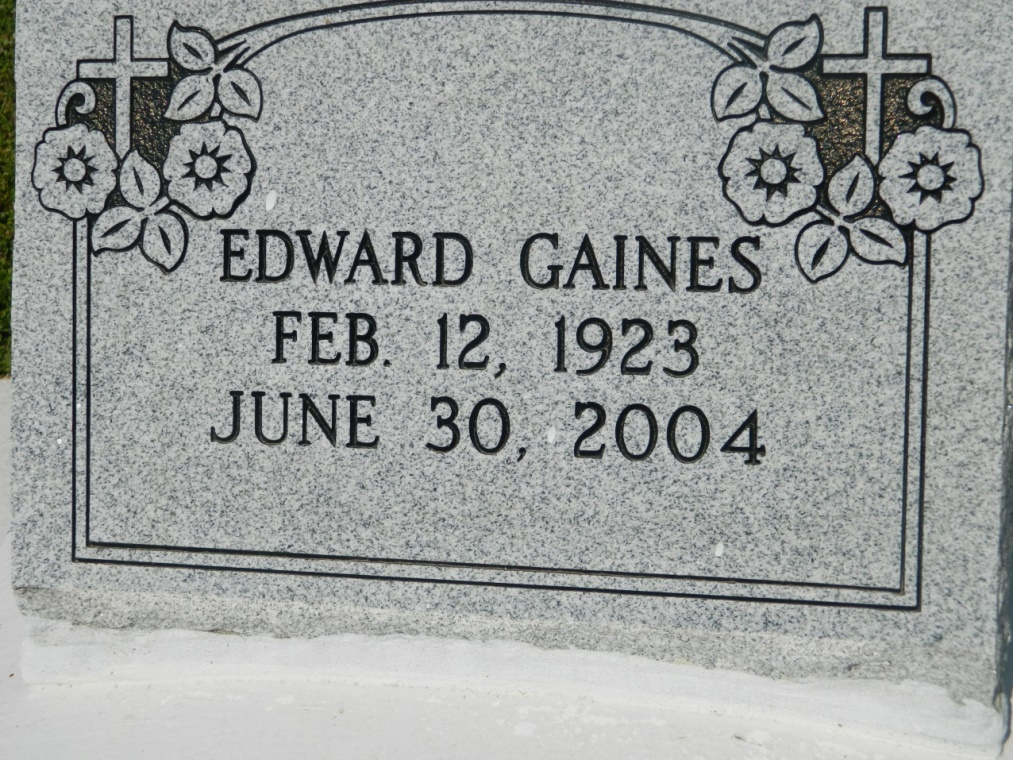 EDWARD GAINES
FEB. 12, 1923
JUNE 30, 2004